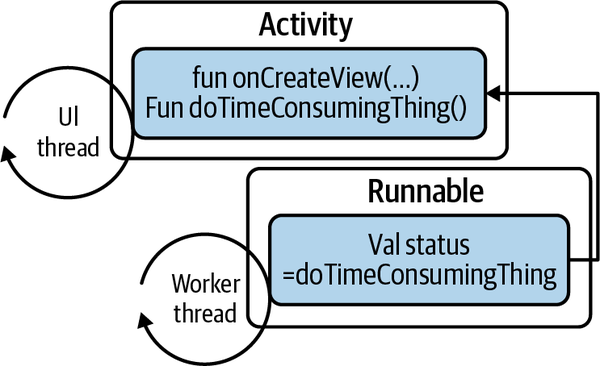 Activity
fun onCreateView(...)
Fun doTimeConsumingThing()
UI
thread
Runnable
Val status
=doTimeConsumingThing
Worker
thread